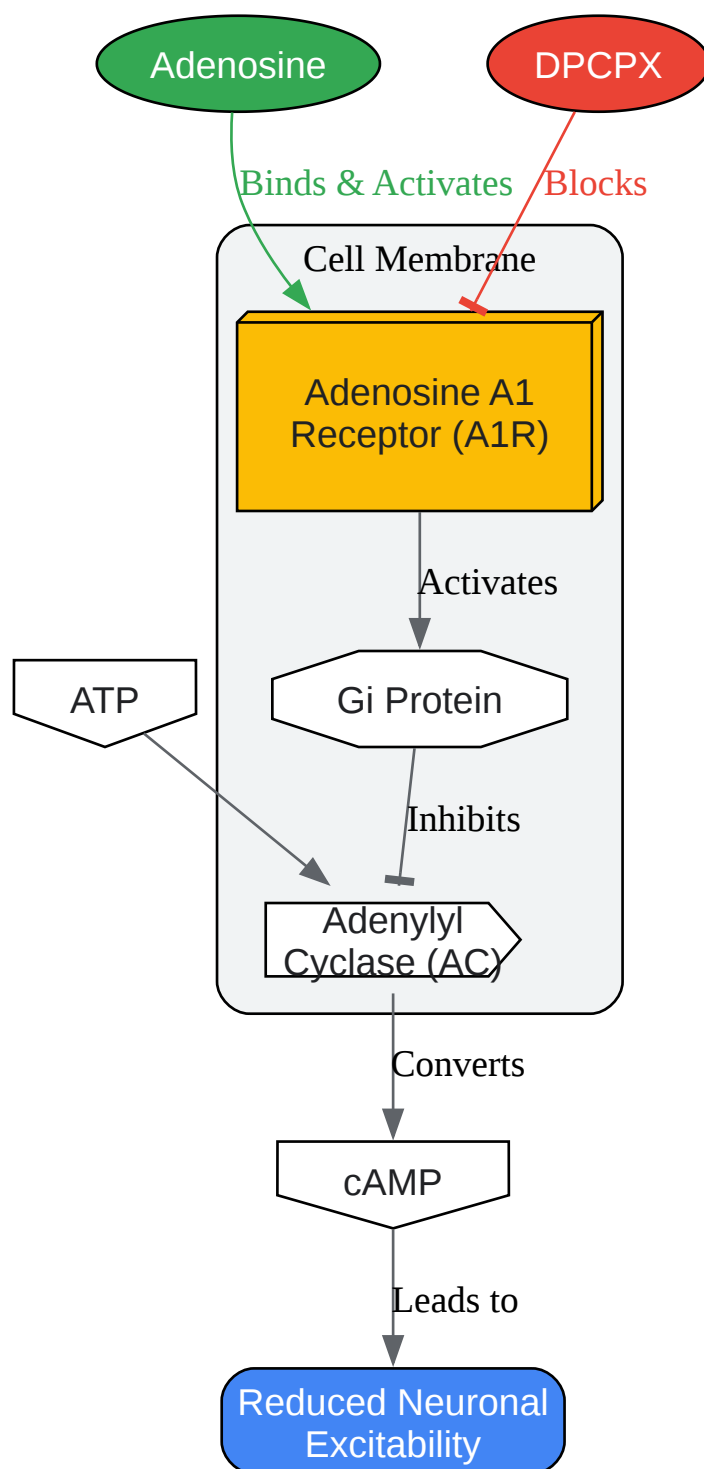 Adenosine
DPCPX
Binds & Activates
Blocks
Cell Membrane
Adenosine A1
Receptor (A1R)
Activates
ATP
Gi Protein
Inhibits
Adenylyl
Cyclase (AC)
Converts
cAMP
Leads to
Reduced Neuronal
Excitability